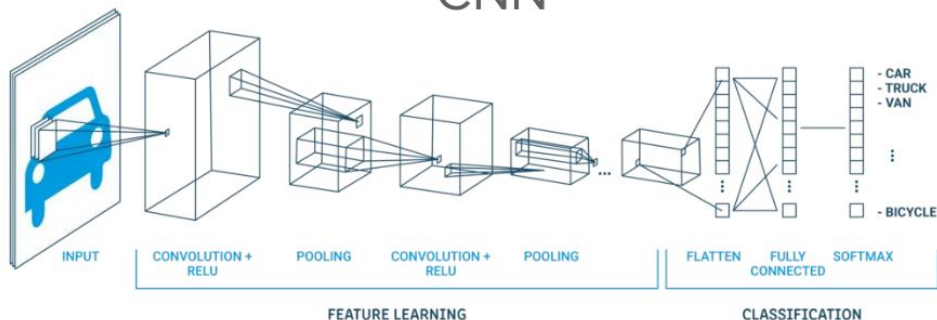 CNN
- CAR
- TRUCK
- VAN
...
...
- BICYCLE
INPUT
CONVOLUTION +
RELU
POOLING
CONVOLUTION +
RELU
POOLING
FLATTEN
FULLY
CONNECTED
SOFTMAX
FEATURE LEARNING
CLASSIFICATION